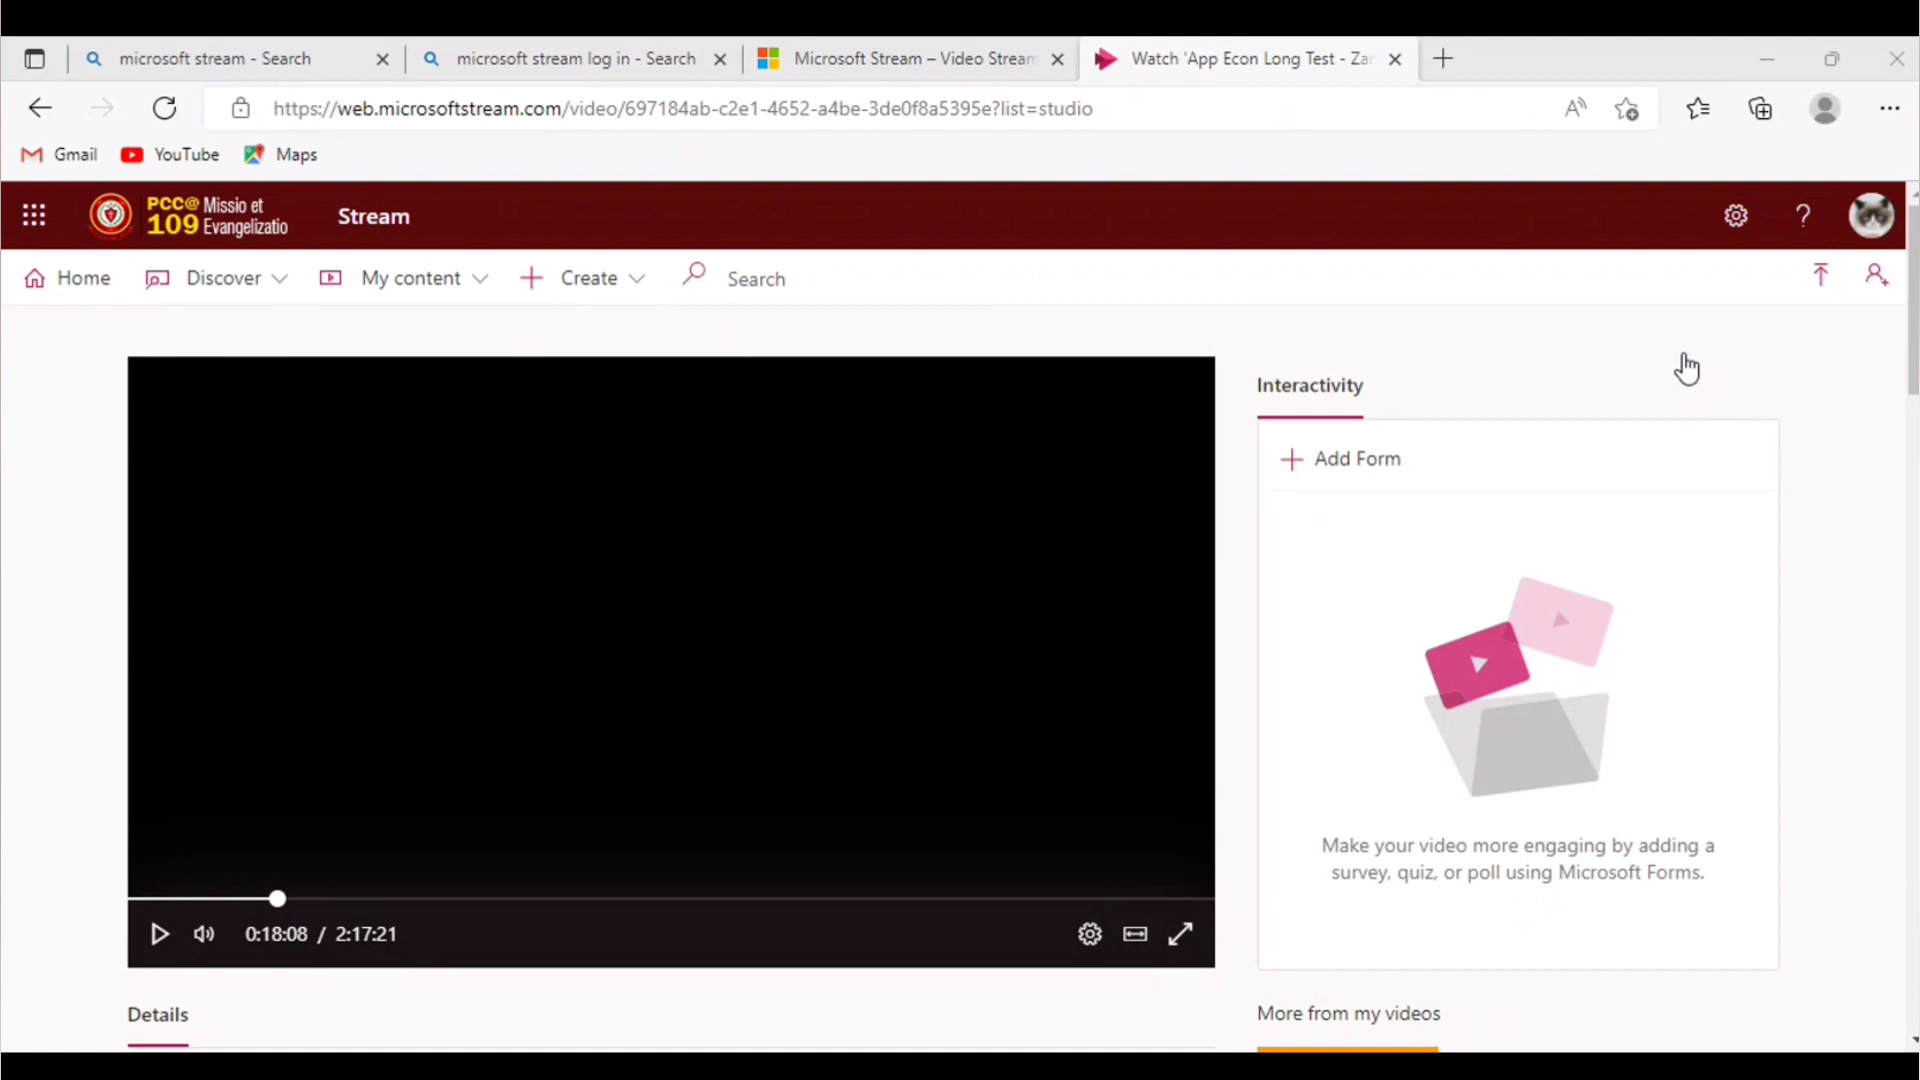 microsoft stream - Search
microsoft stream log in - Search
Microsoft Stream – Video Stream
Watch 'App Econ Long Test - Zar
https://web.microsoftstream.com/video/697184ab-c2e1-4652-a4be-3de0f8a5395e?list=studio
Gmail
YouTube
Maps
PCC@ Missio et
109 Evangelizatio
Stream
Home
Discover
My content
Create
Search
Interactivity
Add Form
Make your video more engaging by adding a
survey, quiz, or poll using Microsoft Forms.
0:18:08 / 2:17:21
Details
More from my videos